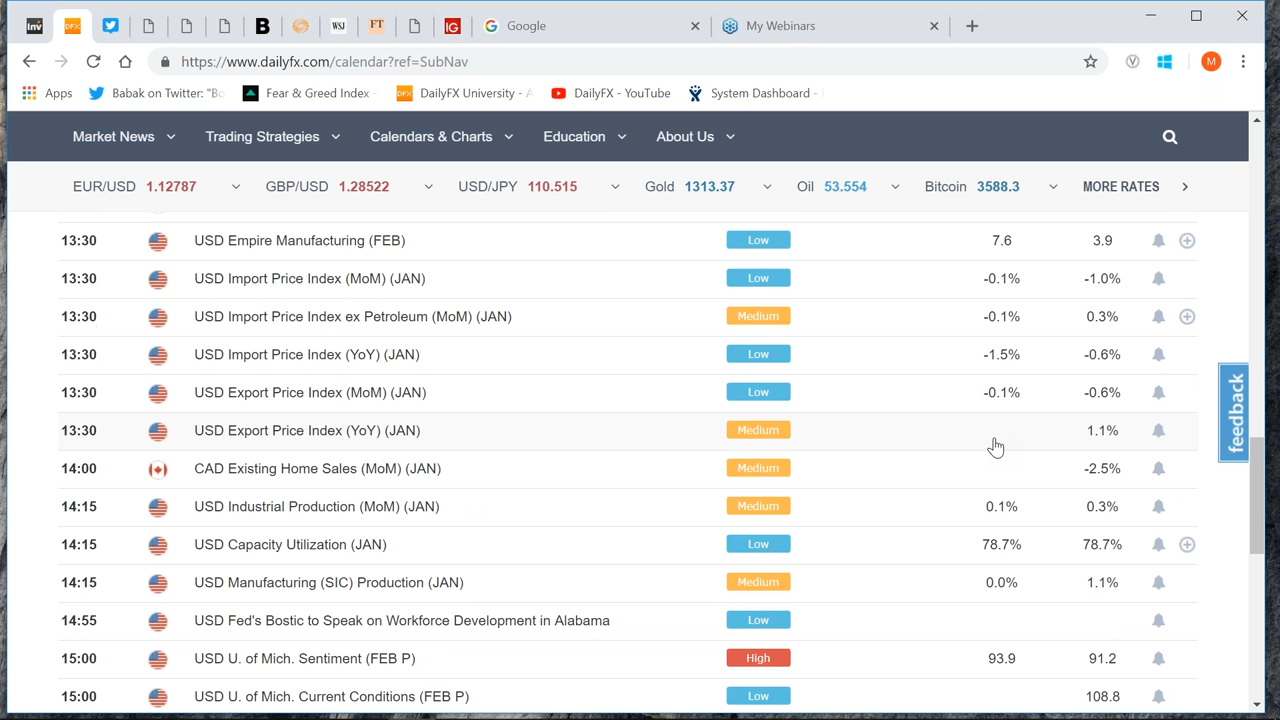 Inv DFX B WSJ FT IG Google My Webinars
https://www.dailyfx.com/calendar?ref=SubNav V M
Apps Babak on Twitter: "Bo Fear & Greed Index DailyFX University - A DailyFX - YouTube System Dashboard -
Market News Trading Strategies Calendars & Charts Education About Us
EUR/USD 1.12787 GBP/USD 1.28522 USD/JPY 110.515 Gold 1313.37 Oil 53.554 Bitcoin 3588.3 MORE RATES
13:30 USD Empire Manufacturing (FEB) Low 7.6 3.9
13:30 USD Import Price Index (MoM) (JAN) Low -0.1% -1.0%
13:30 USD Import Price Index ex Petroleum (MoM) (JAN) Medium -0.1% 0.3%
13:30 USD Import Price Index (YoY) (JAN) Low -1.5% -0.6%
13:30 USD Export Price Index (MoM) (JAN) Low -0.1% -0.6%
13:30 USD Export Price Index (YoY) (JAN) Medium 1.1%
14:00 CAD Existing Home Sales (MoM) (JAN) Medium -2.5%
14:15 USD Industrial Production (MoM) (JAN) Medium 0.1% 0.3%
14:15 USD Capacity Utilization (JAN) Low 78.7% 78.7%
14:15 USD Manufacturing (SIC) Production (JAN) Medium 0.0% 1.1%
14:55 USD Fed's Bostic to Speak on Workforce Development in Alabama Low
15:00 USD U. of Mich. Sentiment (FEB P) High 93.9 91.2
15:00 USD U. of Mich. Current Conditions (FEB P) Low 108.8
feedback